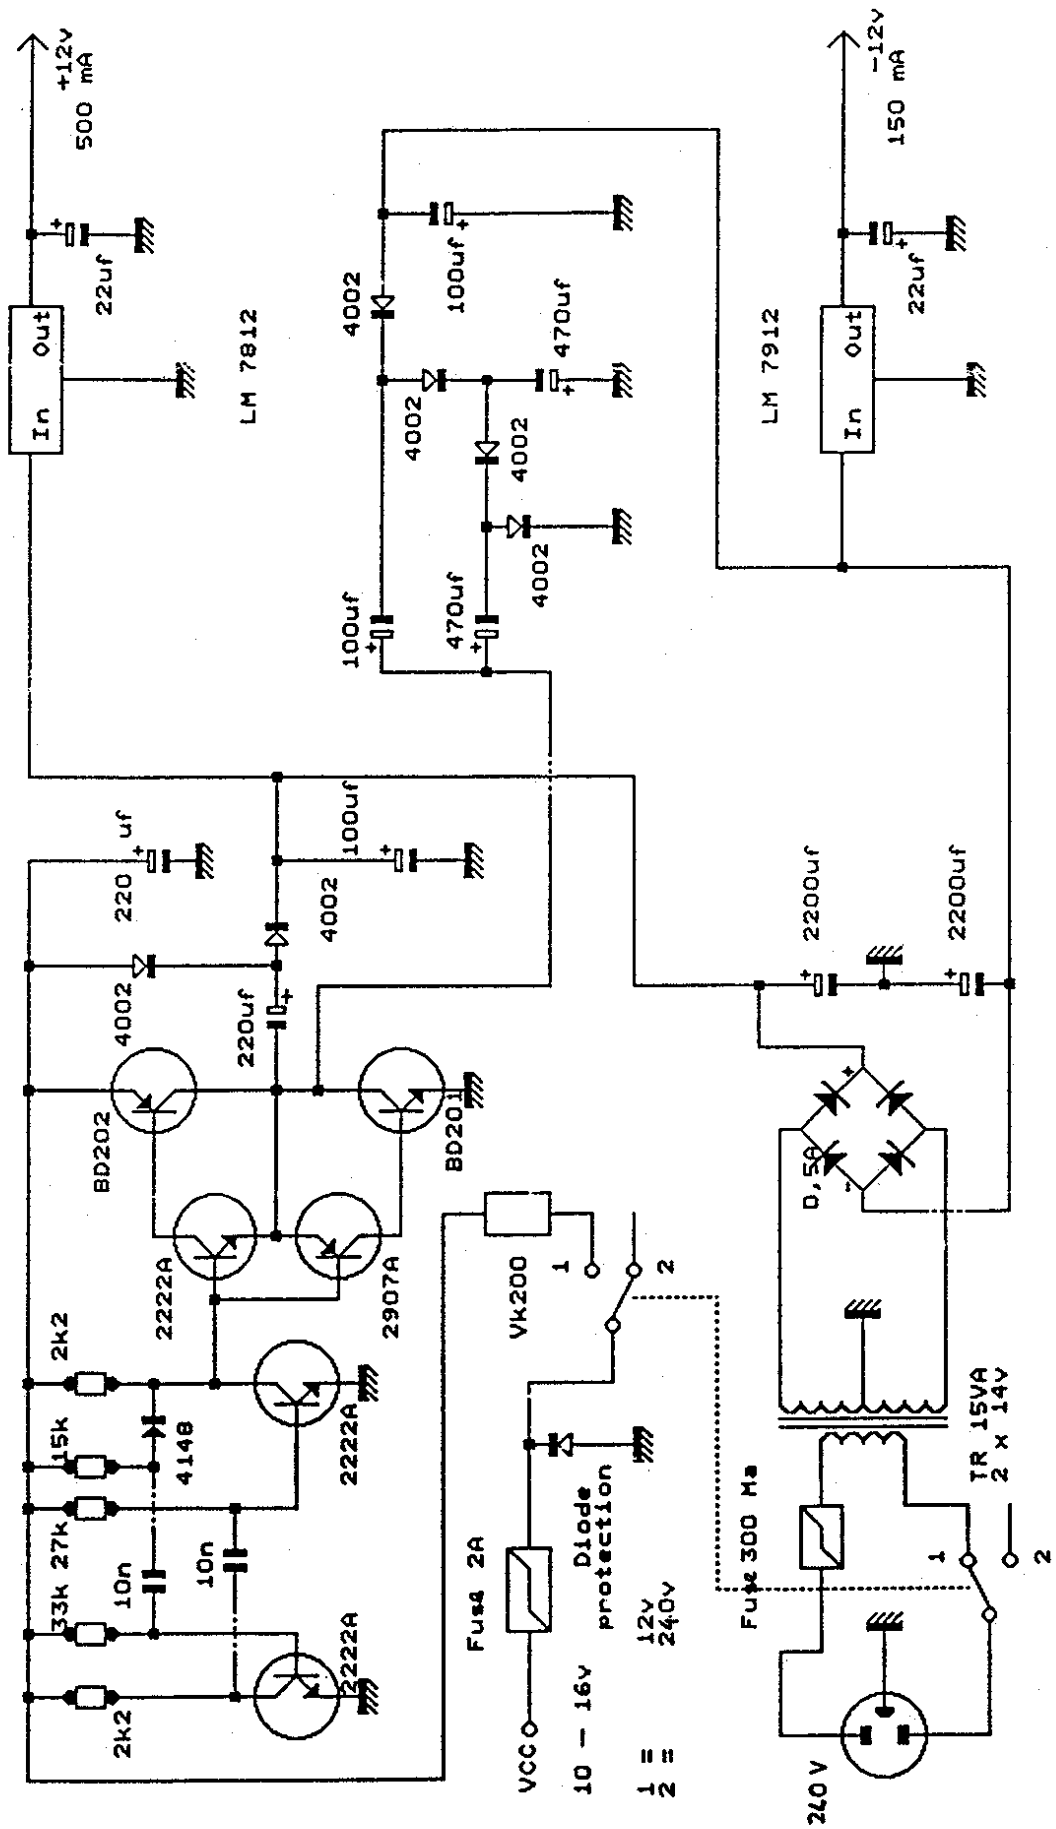 2k2
33k
27k
15k
2k2
10n
10n
4148
2222A
2222A
2222A
2907A
BD202
BD201
4002
220uf
+
220 uf
+
4002
100uf
+
In
Out
LM 7812
22uf
+
+12v
500 mA
100uf
+
470uf
+
4002
4002
4002
4002
470uf
+
100uf
+
VCC
10 – 16v
Fuse 2A
Diode
protection
Vk200
1
2
1 = 12v
2 = 240v
240 V
Fuse 300 Ma
1
2
TR 15VA
2 x 14v
0,5A
+
-
2200uf
+
2200uf
+
In
Out
LM 7912
22uf
+
-12v
150 mA